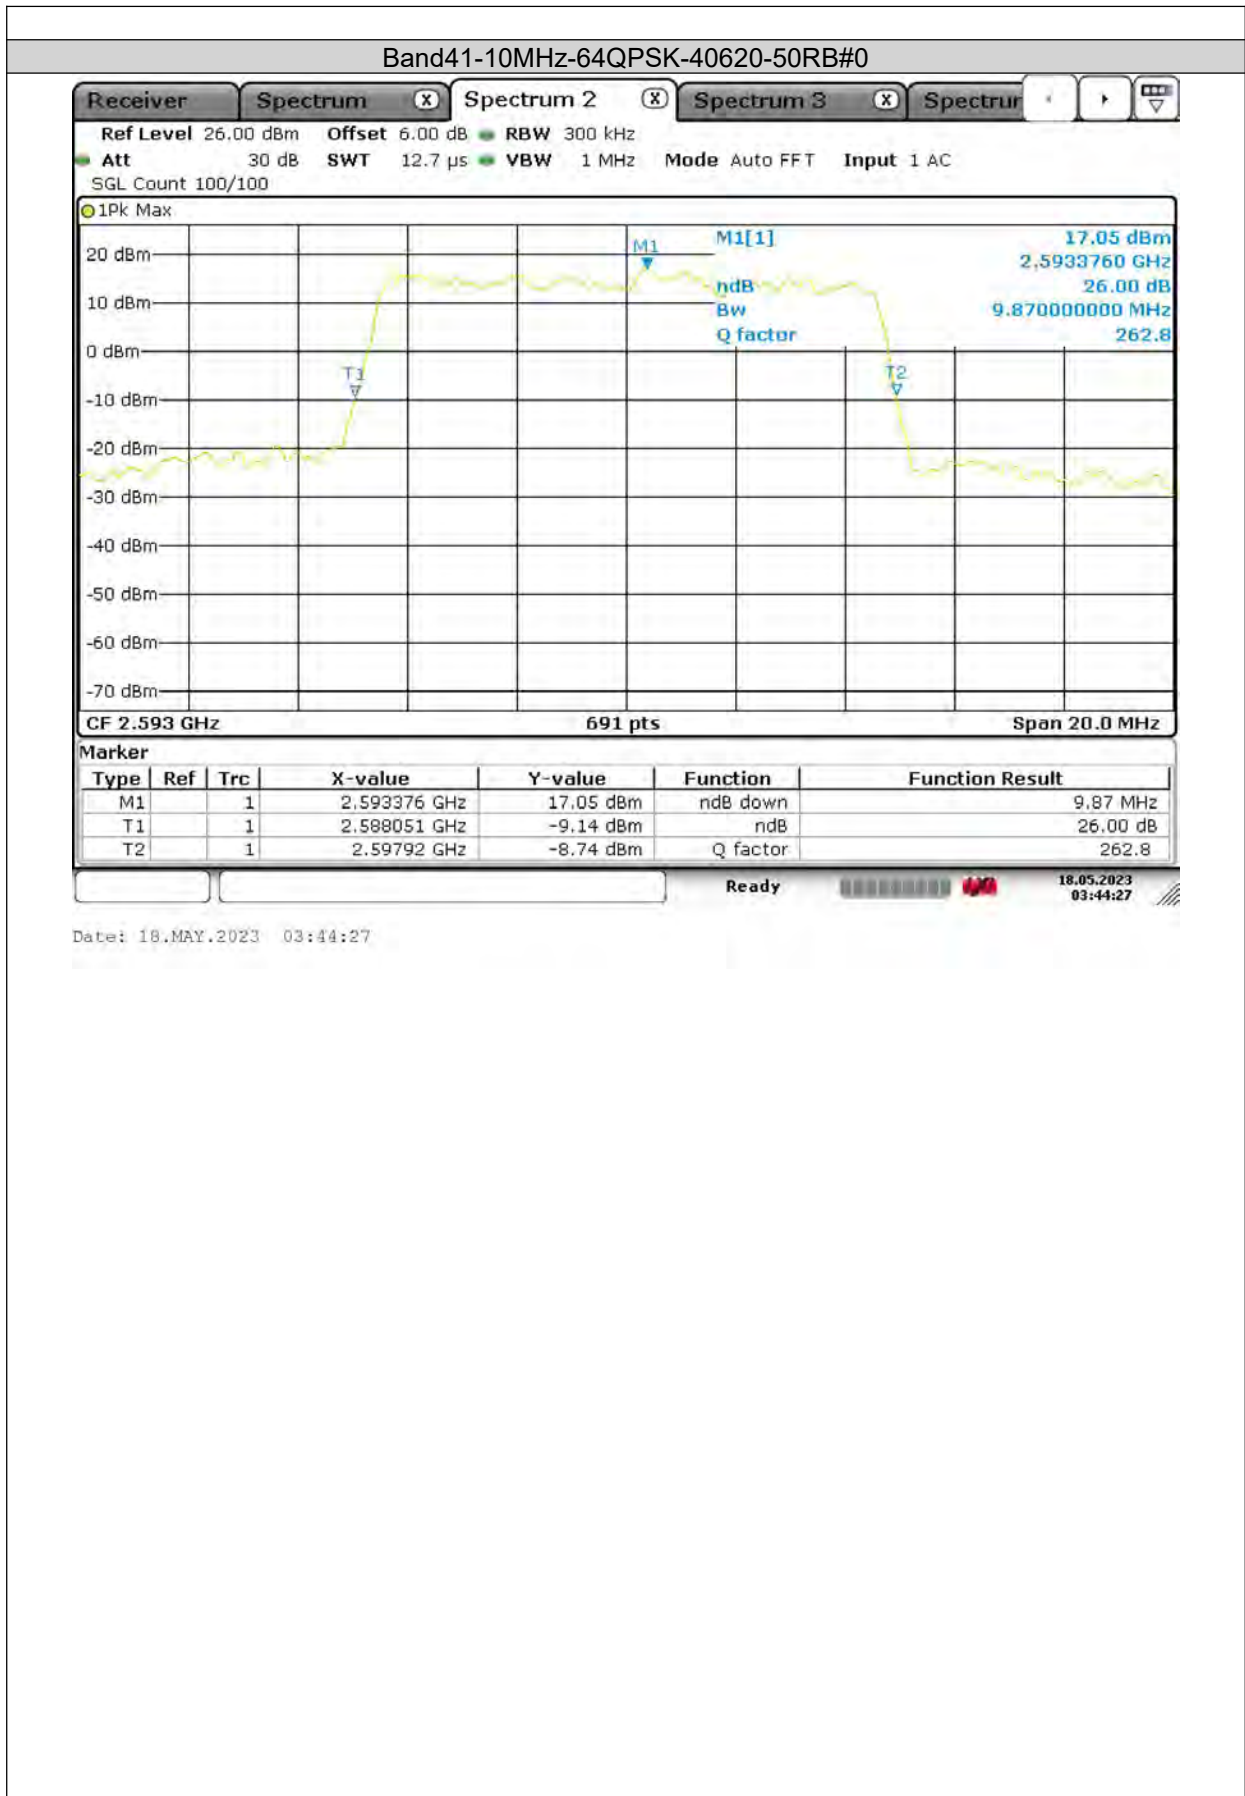 Band41-10MHz-64QPSK-40620-50RB#0
Receiver Spectrum X Spectrum 2 X Spectrum 3 X Spectrur
Ref Level 26.00 dBm Offset 6.00 dB RBW 300 kHz
Att 30 dB SWT 12.7 µs VBW 1 MHz Mode Auto FFT Input 1 AC
SGL Count 100/100
1Pk Max
M1[1] 17.05 dBm
2.5933760 GHz
ndB 26.00 dB
Bw 9.870000000 MHz
Q factor 262.8
M1
T1
T2
20 dBm
10 dBm
0 dBm
-10 dBm
-20 dBm
-30 dBm
-40 dBm
-50 dBm
-60 dBm
-70 dBm
CF 2.593 GHz 691 pts Span 20.0 MHz
Marker
Type Ref Trc X-value Y-value Function Function Result
M1 1 2.593376 GHz 17.05 dBm ndB down 9.87 MHz
T1 1 2.588051 GHz -9.14 dBm ndB 26.00 dB
T2 1 2.59792 GHz -8.74 dBm Q factor 262.8
Ready 18.05.2023
03:44:27
Date: 18.MAY.2023 03:44:27